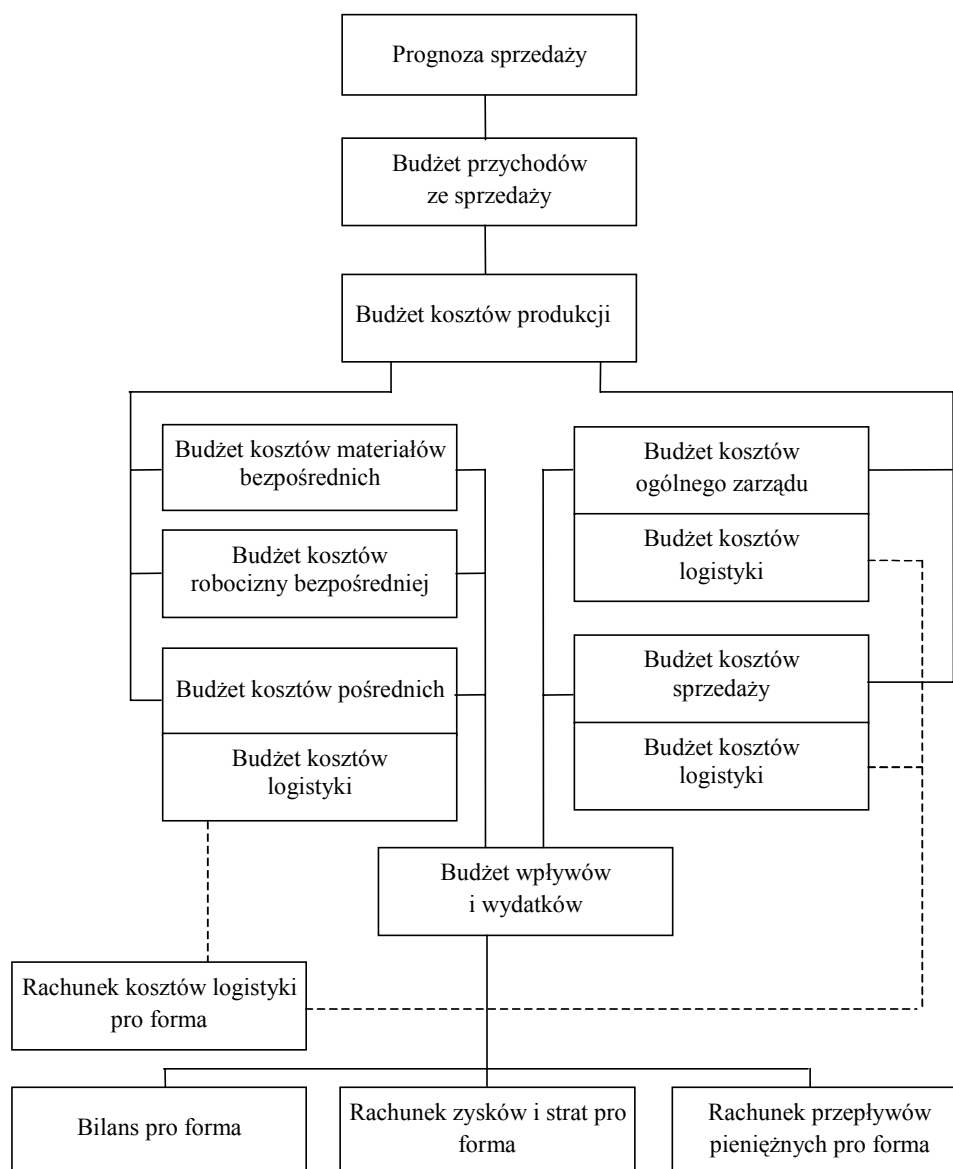 Prognoza sprzedaży
Budżet przychodów
ze sprzedaży
Budżet kosztów produkcji
Budżet kosztów materiałów
bezpośrednich
Budżet kosztów
robocizny bezpośredniej
Budżet kosztów pośrednich
Budżet kosztów
logistyki
Budżet kosztów
ogólnego zarządu
Budżet kosztów
logistyki
Budżet kosztów
sprzedaży
Budżet kosztów
logistyki
Budżet wpływów
i wydatków
Rachunek kosztów logistyki
pro forma
Bilans pro forma
Rachunek zysków i strat pro
forma
Rachunek przepływów
pieniężnych pro forma